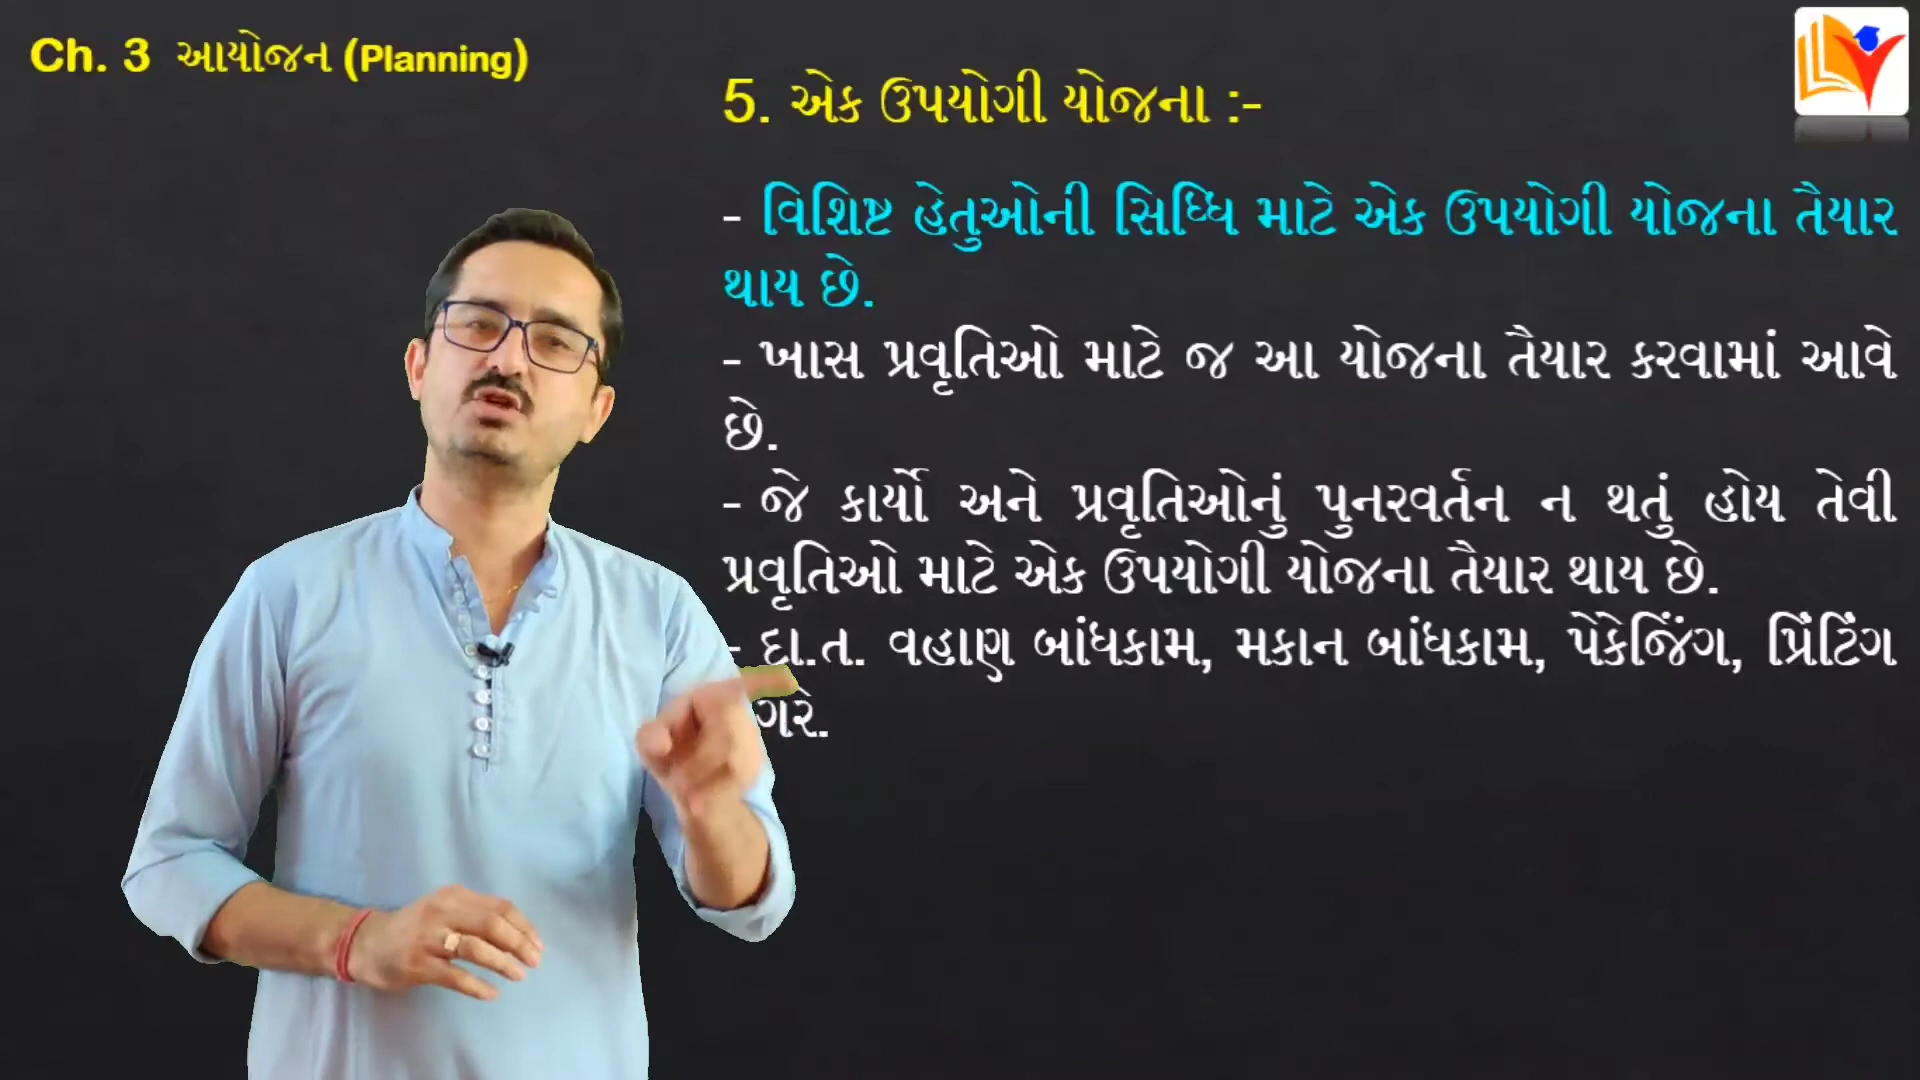 Ch. 3 આયોજન (Planning)
5. એક ઉપયોગી યોજના :-
- વિશિષ્ટ હેતુઓની સિધ્ધિ માટે એક ઉપયોગી યોજના તૈયાર
થાય છે.
- ખાસ પ્રવૃતિઓ માટે જ આ યોજના તૈયાર કરવામાં આવે
છે.
- જે કાર્યો અને પ્રવૃતિઓનું પુનરવર્તન ન થતું હોય તેવી
પ્રવૃતિઓ માટે એક ઉપયોગી યોજના તૈયાર થાય છે.
- દા.ત. વહાણ બાંધકામ, મકાન બાંધકામ, પેકેજિંગ, પ્રિંટિંગ